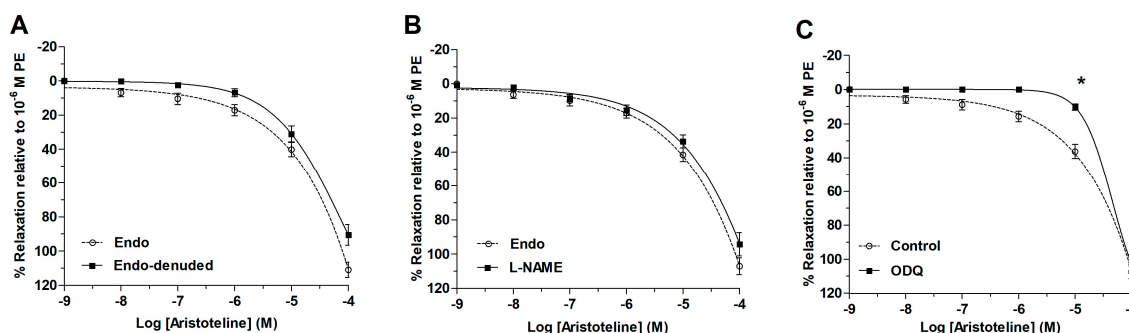 A
% Relaxation relative to 10-6 M PE
-20
0
20
40
60
80
100
120
Endo
Endo-denuded
-9 -8 -7 -6 -5 -4
Log [Aristoteline] (M)
B
% Relaxation relative to 10-6 M PE
-20
0
20
40
60
80
100
120
Endo
L-NAME
-9 -8 -7 -6 -5 -4
Log [Aristoteline] (M)
C
% Relaxation relative to 10-6 M PE
-20
0
20
40
60
80
100
120
*
Control
ODQ
-9 -8 -7 -6 -5
Log [Aristoteline] (M)